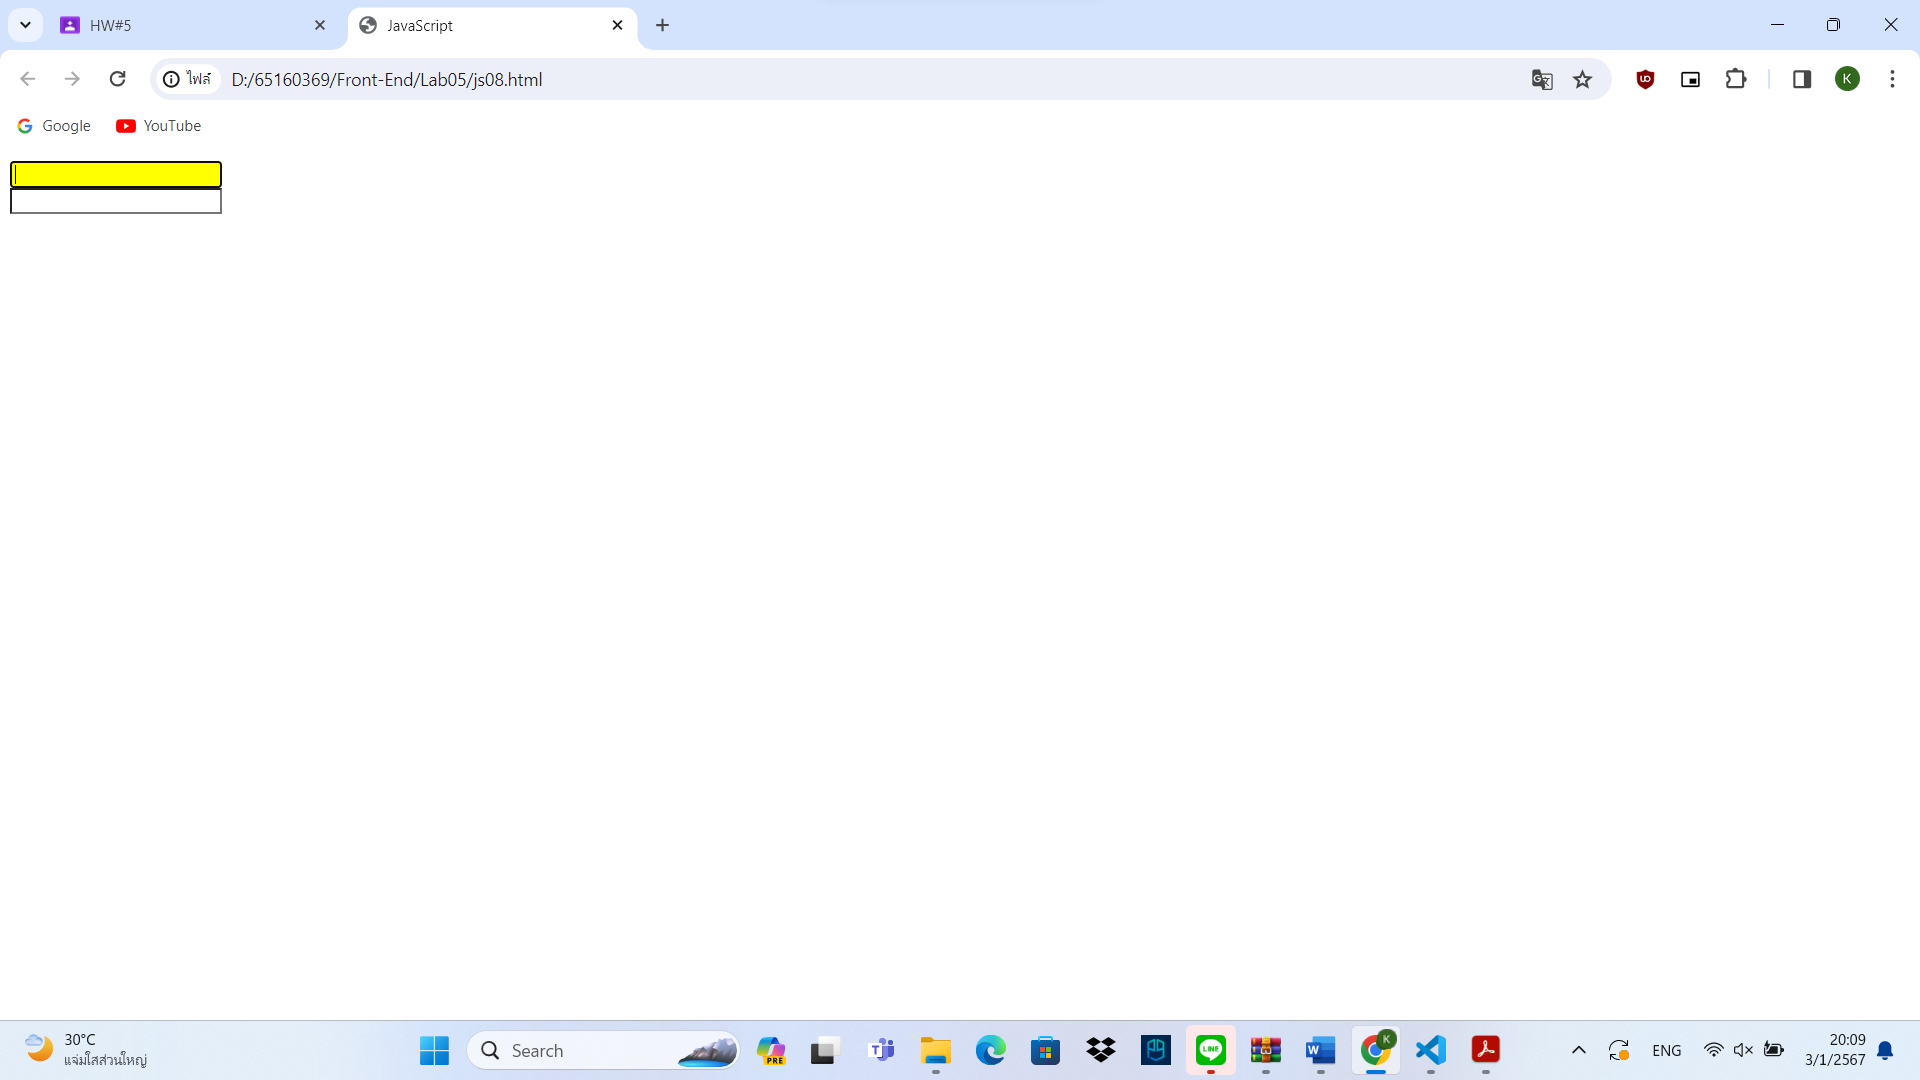 HW#5
JavaScript
ไฟล์
D:/65160369/Front-End/Lab05/js08.html
K
Google
YouTube
30°C
แจ่มใสส่วนใหญ่
Search
PRE
ENG
20:09
3/1/2567